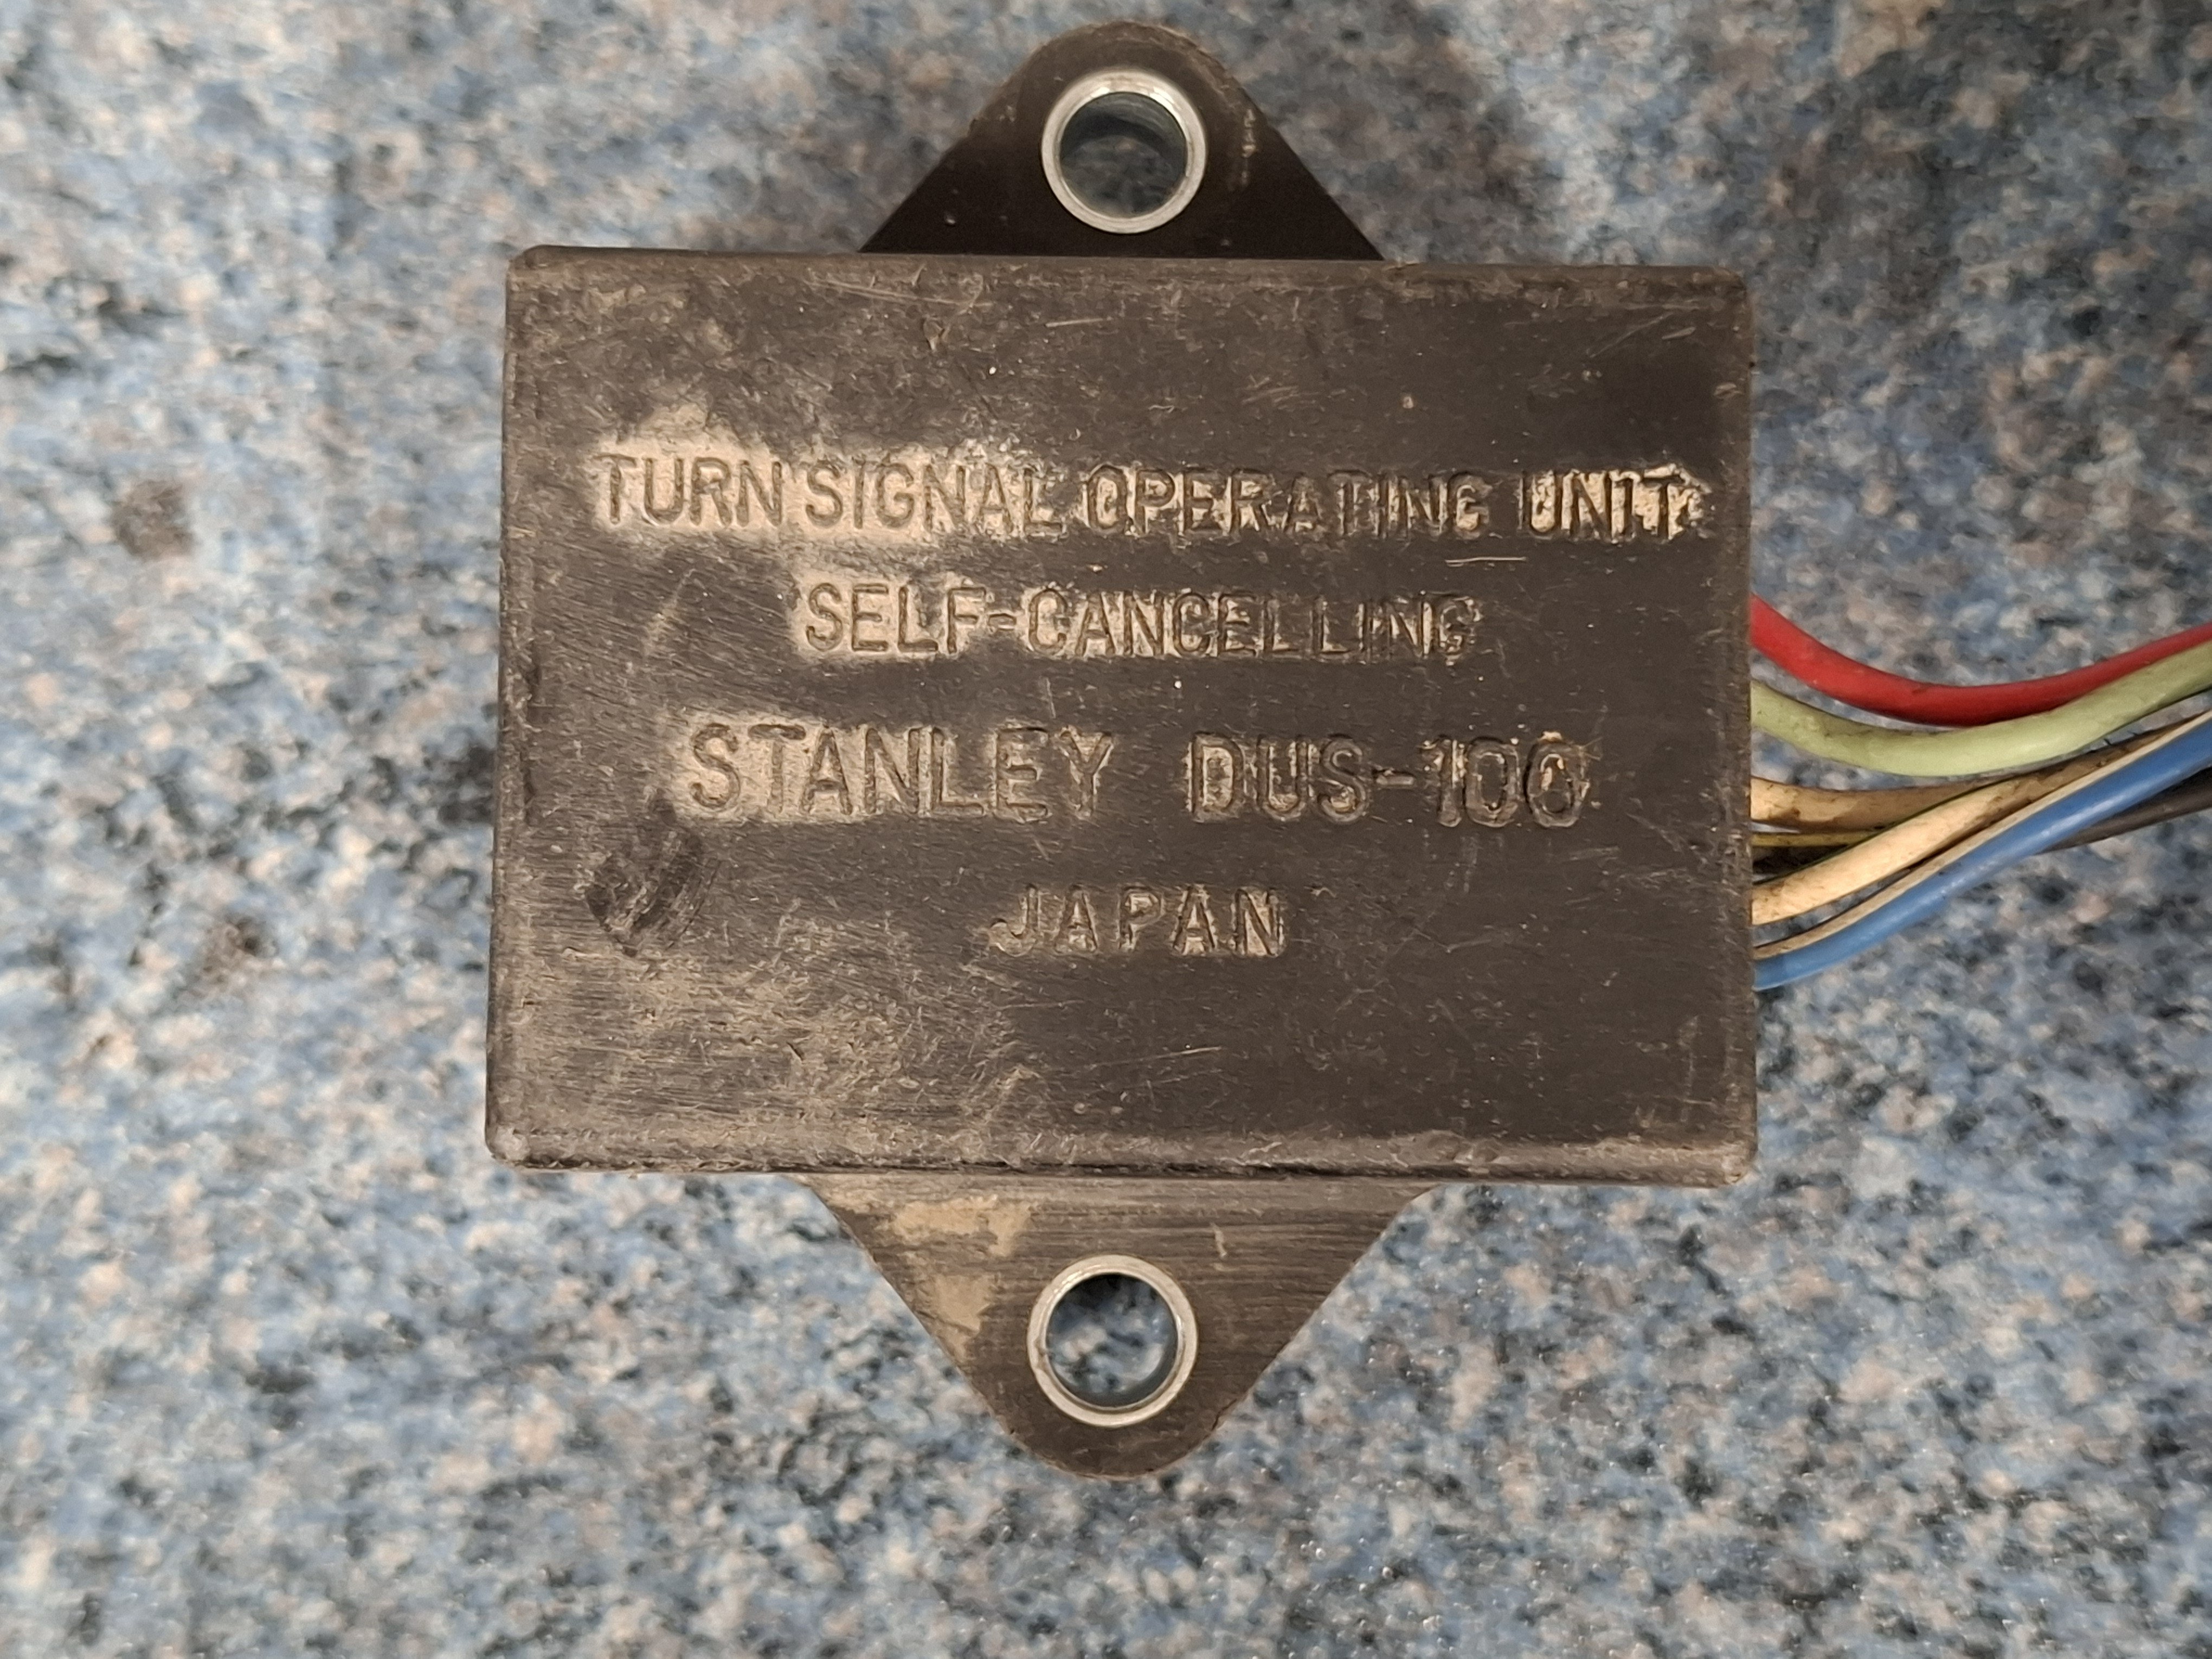 TURN SIGNAL OPERATING UNIT
SELF-CANCELLING
STANLEY DUS-100
JAPAN